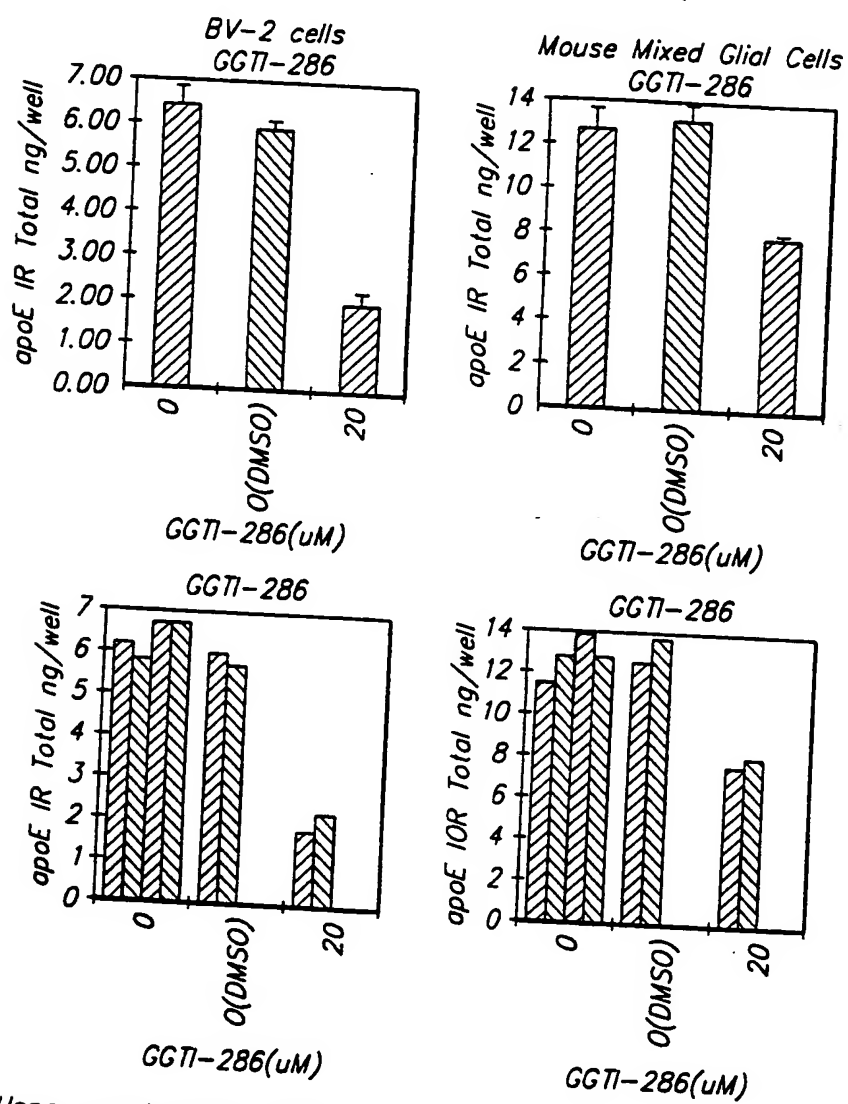 BV-2 cells
GGTI-286
apoE IR Total ng/well
7.00
6.00
5.00
4.00
3.00
2.00
1.00
0.00
0
0(DMSO)
20
GGTI-286(uM)
Mouse Mixed Glial Cells
GGTI-286
apoE IR Total ng/well
14
12
10
8
6
4
2
0
0
0(DMSO)
20
GGTI-286(uM)
GGTI-286
apoE IR Total ng/well
7
6
5
4
3
2
1
0
0
0(DMSO)
20
GGTI-286(uM)
GGTI-286
apoE IOR Total ng/well
14
12
10
8
6
4
2
0
0
0(DMSO)
20
GGTI-286(uM)